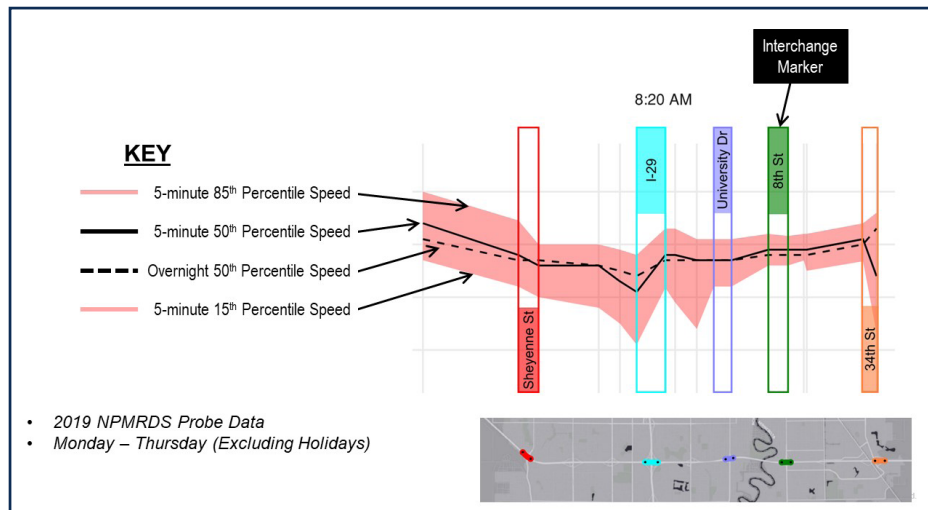 Interchange
Marker
8:20 AM
KEY
5-minute 85th Percentile Speed
5-minute 50th Percentile Speed
Overnight 50th Percentile Speed
5-minute 15th Percentile Speed
Sheyenne St
I-29
University Dr
8th St
34th St
• 2019 NPMRDS Probe Data
• Monday – Thursday (Excluding Holidays)